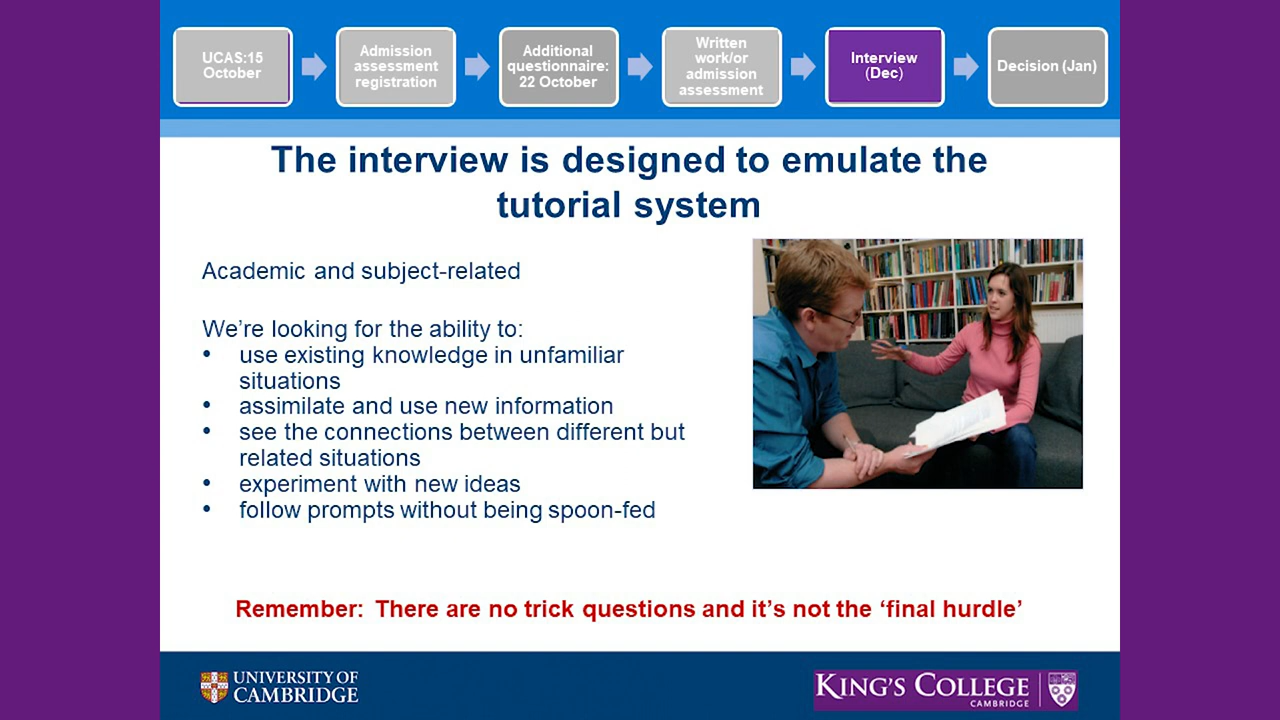 UCAS:15
October
Admission
assessment
registration
Additional
questionnaire:
22 October
Written
work/or
admission
assessment
Interview
(Dec)
Decision (Jan)
The interview is designed to emulate the
tutorial system
Academic and subject-related
We’re looking for the ability to:
• use existing knowledge in unfamiliar
situations
• assimilate and use new information
• see the connections between different but
related situations
• experiment with new ideas
• follow prompts without being spoon-fed
Remember: There are no trick questions and it’s not the ‘final hurdle’
UNIVERSITY OF
CAMBRIDGE
KING'S COLLEGE
CAMBRIDGE